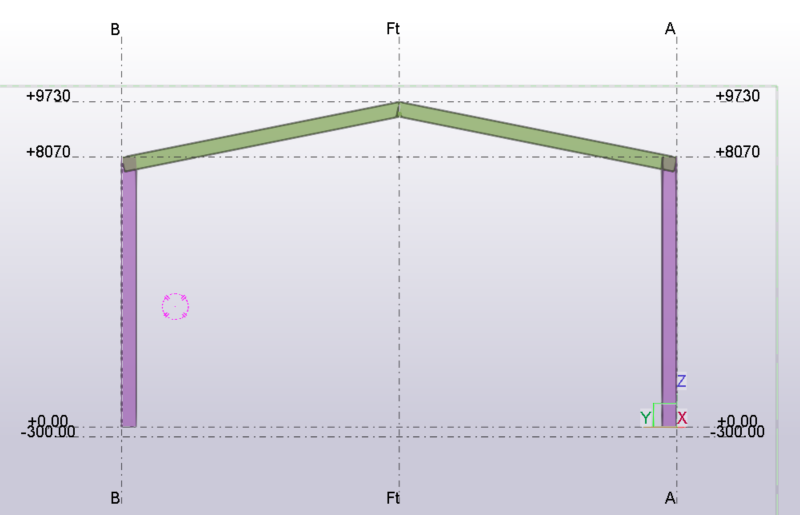 B Ft A
+9730 +9730
+8070 +8070
Z
Y X
+0.00 +0.00
-300.00 -300.00
B Ft A